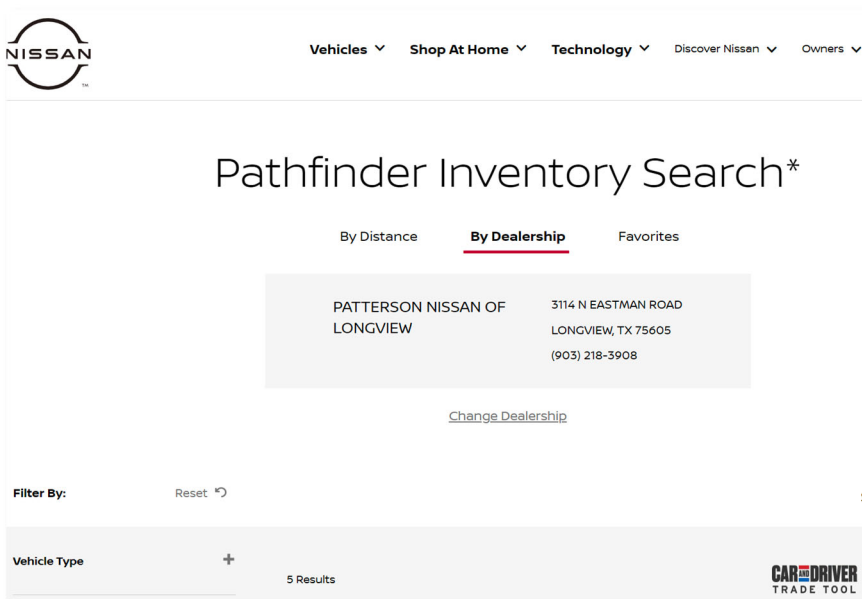 NISSAN
TM
Vehicles Shop At Home Technology Discover Nissan Owners
Pathfinder Inventory Search*
By Distance By Dealership Favorites
PATTERSON NISSAN OF
LONGVIEW
3114 N EASTMAN ROAD
LONGVIEW, TX 75605
(903) 218-3908
Change Dealership
Filter By: Reset
Vehicle Type +
5 Results
CAR AND DRIVER
TRADE TOOL